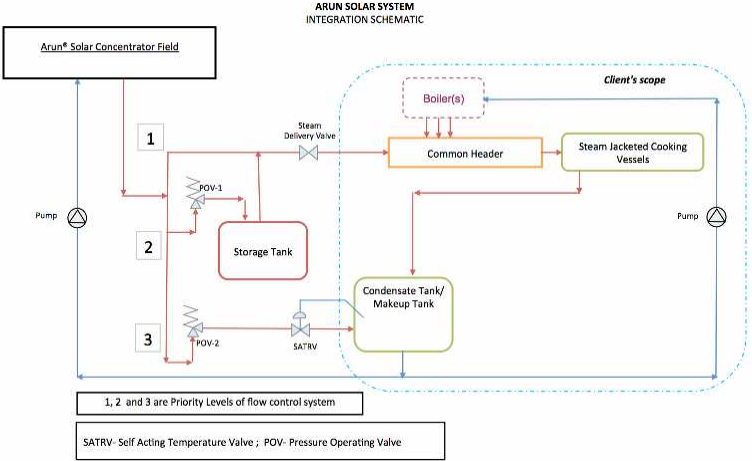 ARUN SOLAR SYSTEM
INTEGRATION SCHEMATIC
Arun® Solar Concentrator Field
Client's scope
Boiler(s)
Steam
Delivery Valve
1
Common Header
Steam Jacketed Cooking
Vessels
POV-1
Pump
Pump
2
Storage Tank
Condensate Tank/
Makeup Tank
3
POV-2
SATRV
1, 2 and 3 are Priority Levels of flow control system
SATRV- Self Acting Temperature Valve ; POV- Pressure Operating Valve